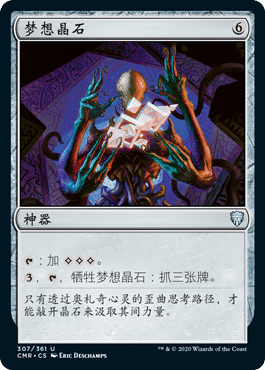 梦想晶石 6
神器
：加。
3，，牺牲梦想晶石：抓三张牌。
只有透过奥札奇心灵的歪曲思考路径，才
能敲开晶石来汲取其间力量。
307/361 U
CMR • CS ERIC DESCHAMPS
™ & © 2020 Wizards of the Coast